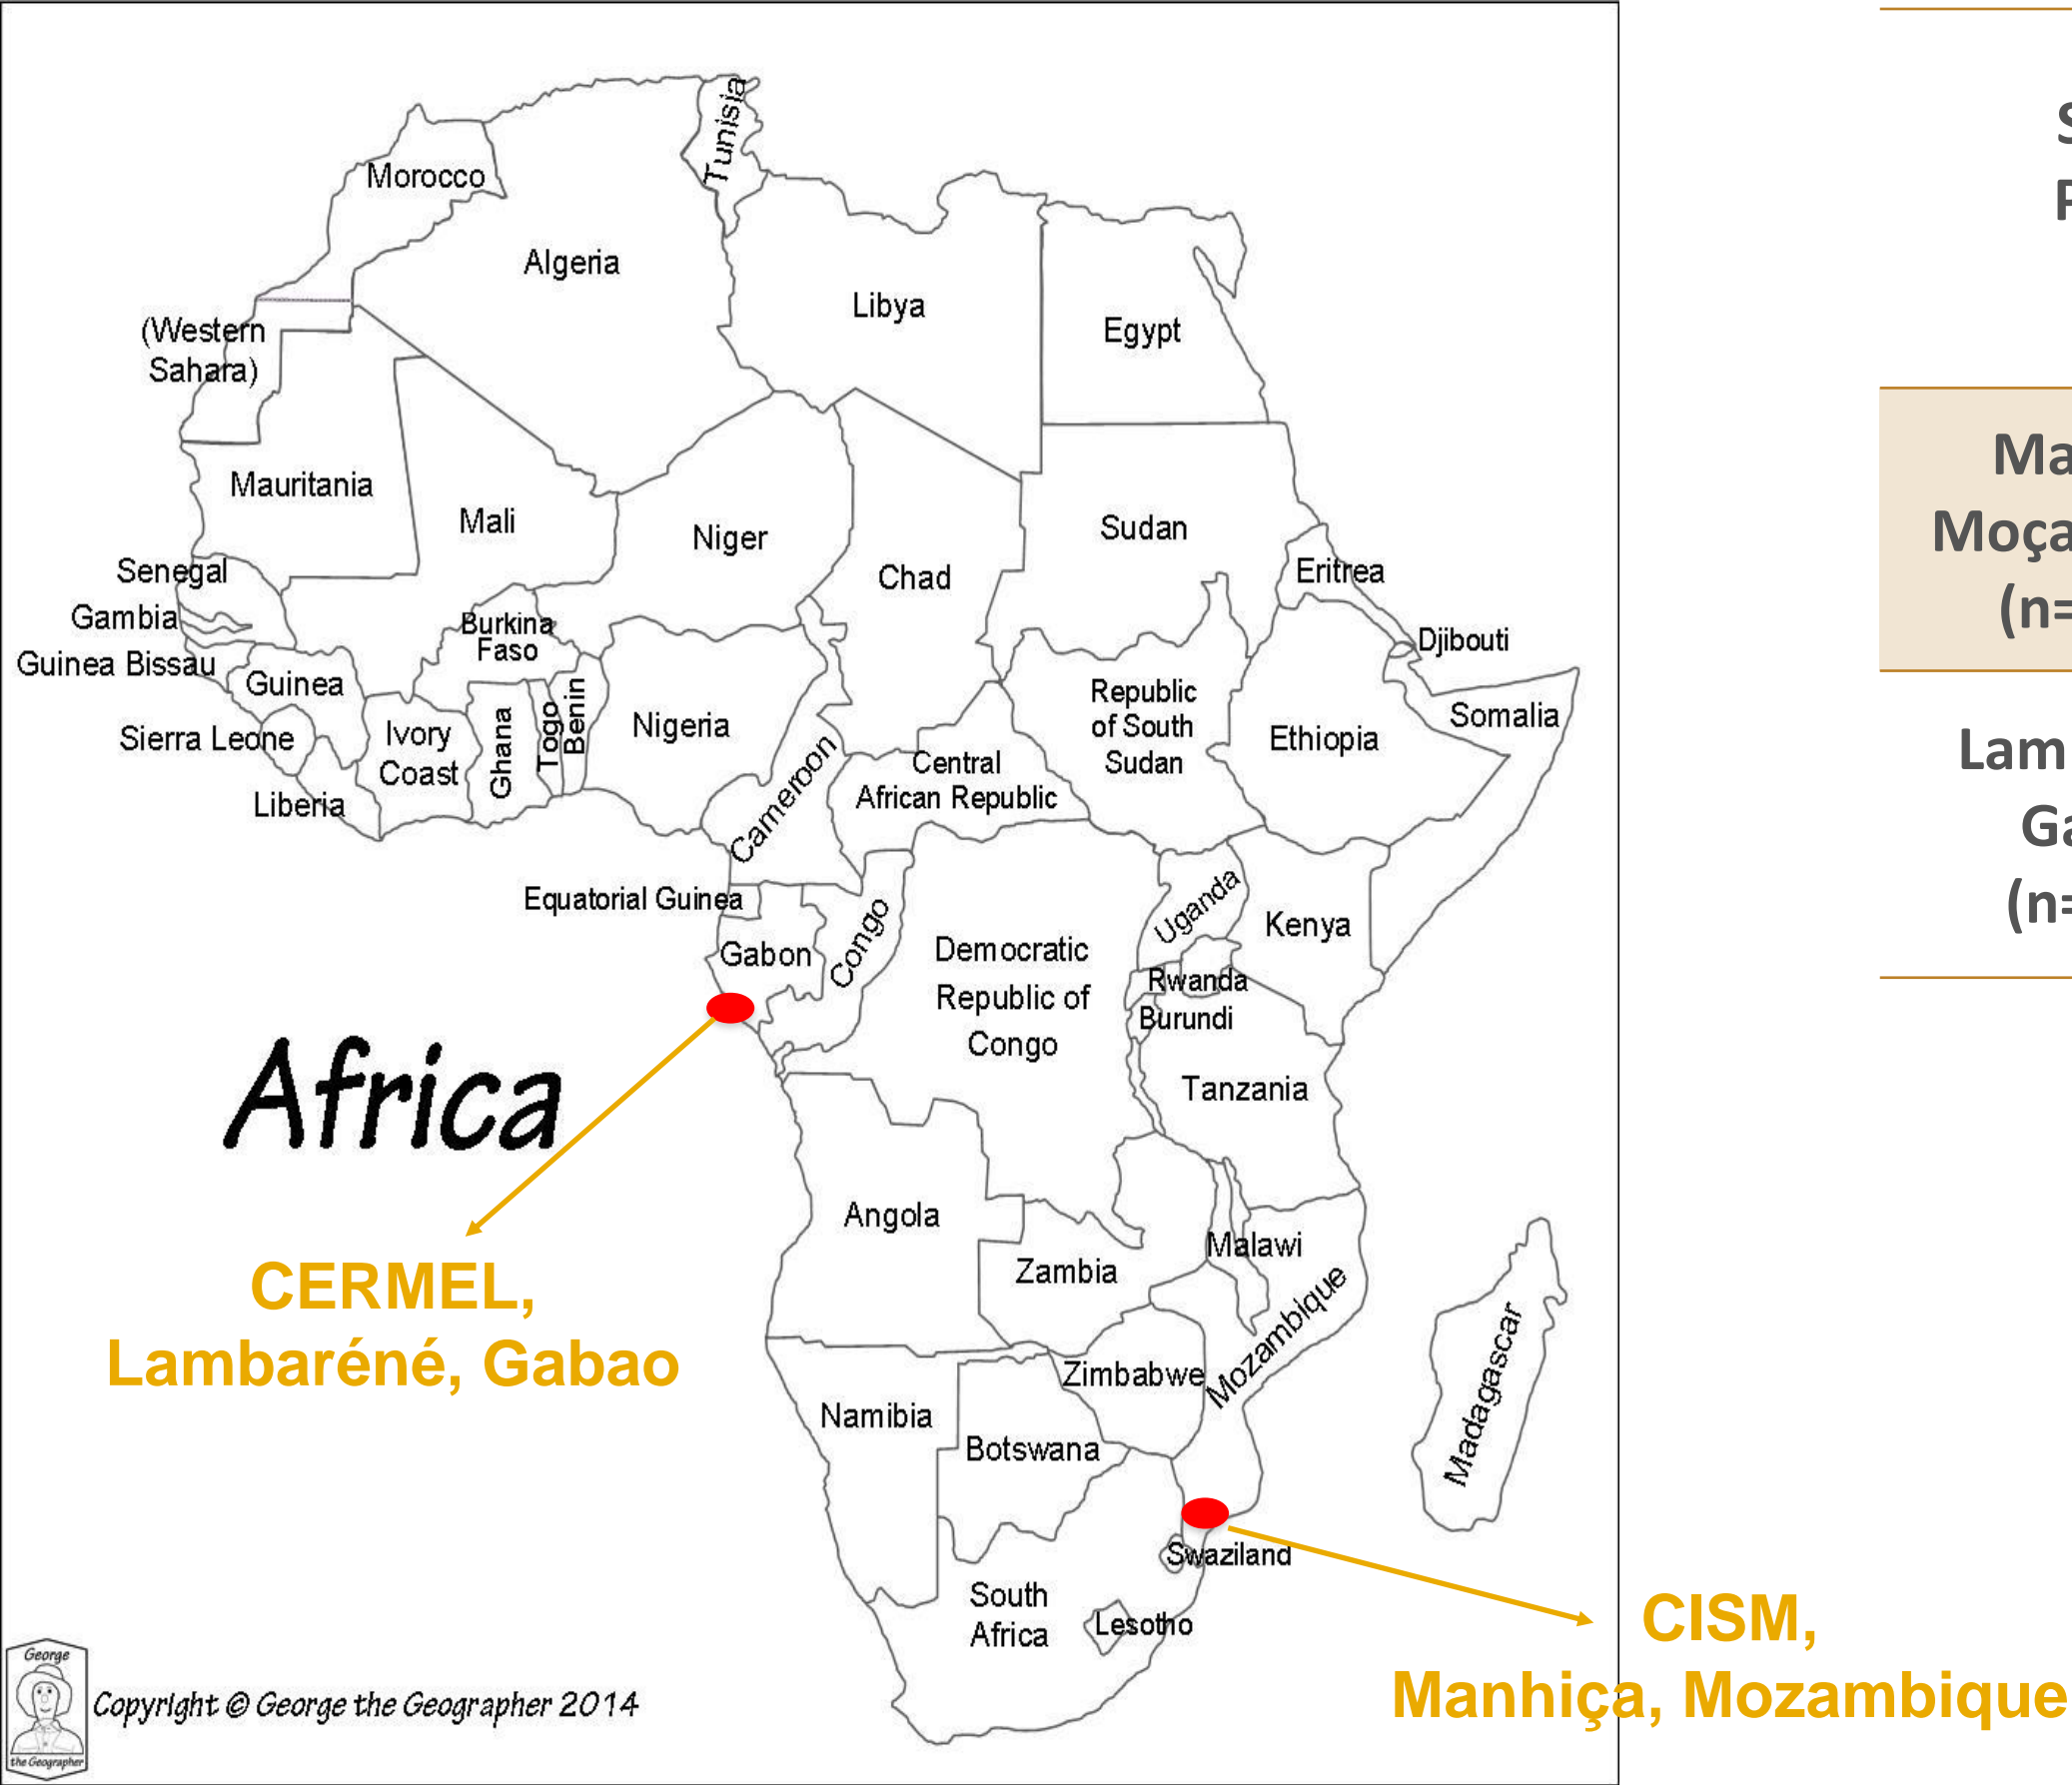 Tunisia
Morocco
Algeria
Libya
Egypt
(Western
Sahara)
Mauritania
Mali
Niger
Chad
Sudan
Eritrea
Senegal
Gambia
Guinea Bissau
Guinea
Sierra Leone
Liberia
Ivory
Coast
Burkina
Faso
Ghana
Togo
Benin
Nigeria
Cameroon
Central
African Republic
Republic
of South
Sudan
Ethiopia
Djibouti
Somalia
Equatorial Guinea
Gabon
Congo
Democratic
Republic of
Congo
Uganda
Kenya
Rwanda
Burundi
Tanzania
Africa
Angola
Zambia
Malawi
Mozambique
Zimbabwe
Namibia
Botswana
Madagascar
Swaziland
South
Africa
Lesotho
CERMEL,
Lambaréné, Gabao
CISM,
Manhiça, Mozambique
George
the Geographer
Copyright © George the Geographer 2014
S
P
Ma
Moça
(n=
Lam
Ga
(n=